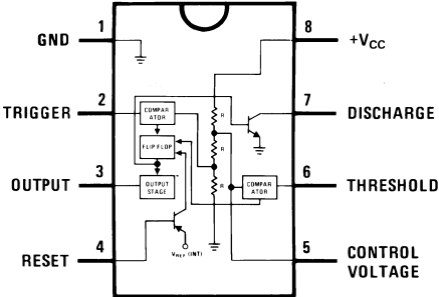 1
GND
8
+VCC
2
TRIGGER
COMPAR
ATOR
R
7
DISCHARGE
FLIP FLOP
R
3
OUTPUT
OUTPUT
STAGE
R
COMPAR
ATOR
6
THRESHOLD
4
RESET
VREF (INT)
5
CONTROL
VOLTAGE